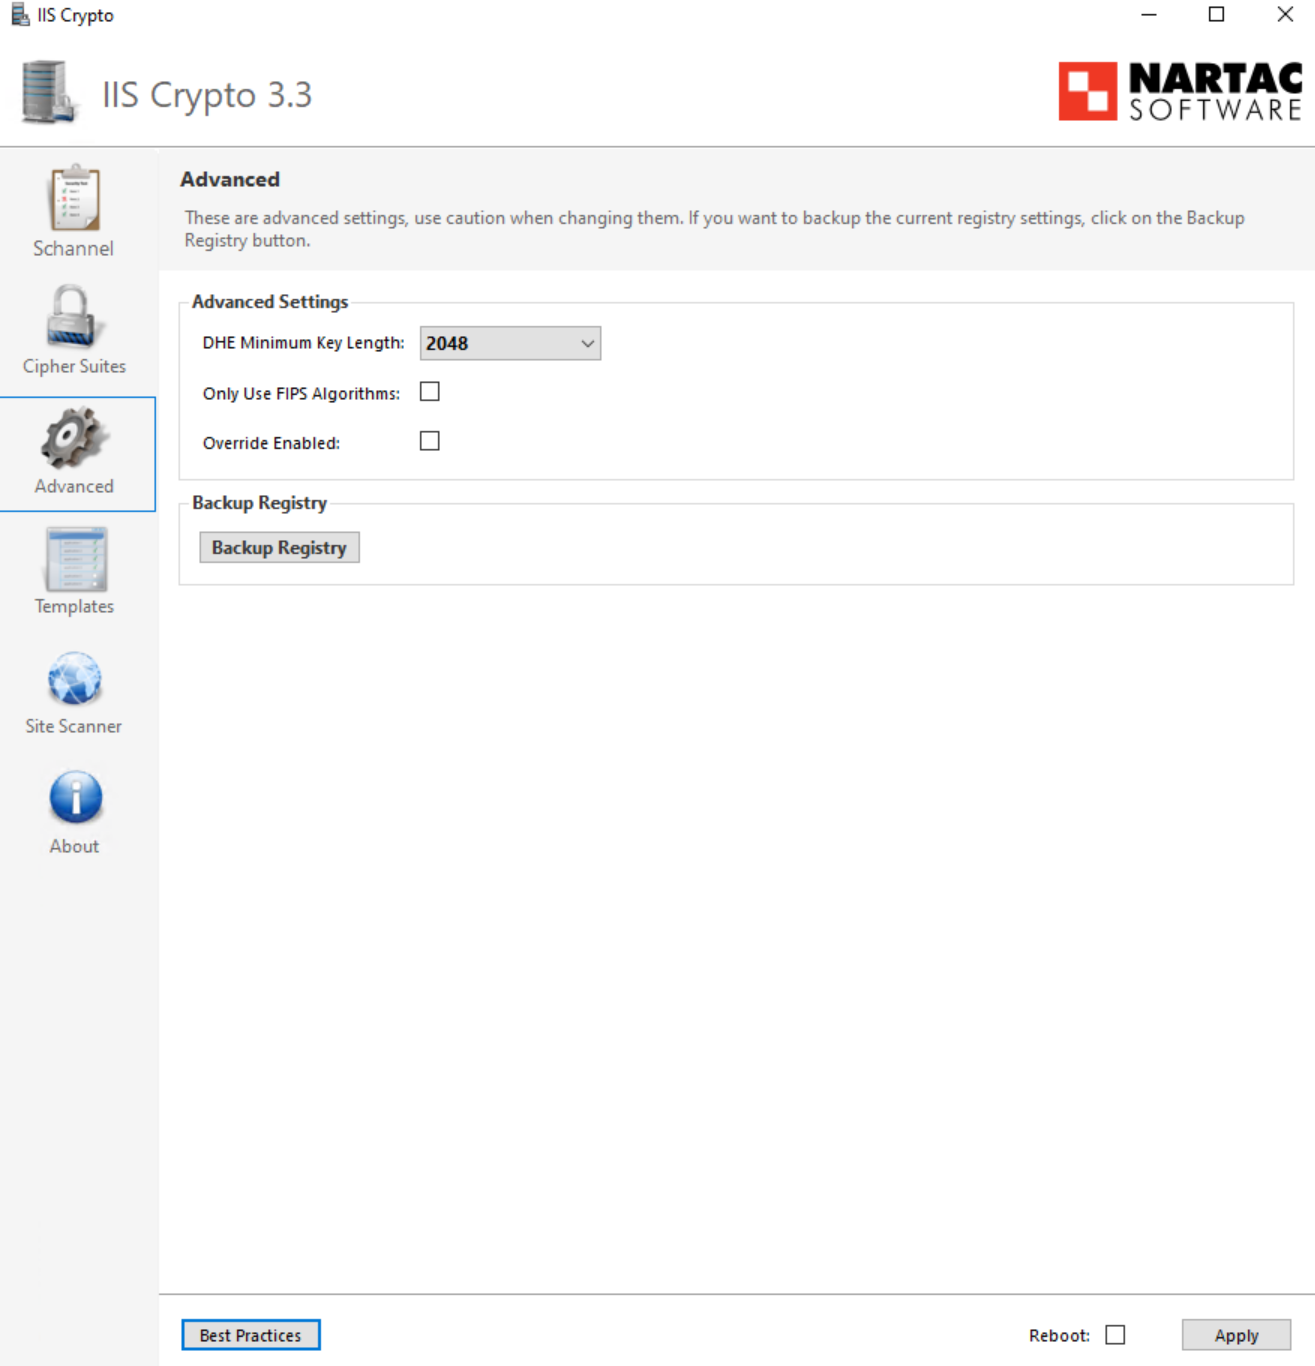 IIS Crypto
IIS Crypto 3.3
NARTAC
SOFTWARE
Schannel
Cipher Suites
Advanced
Templates
Site Scanner
About
Advanced
These are advanced settings, use caution when changing them. If you want to backup the current registry settings, click on the Backup
Registry button.
Advanced Settings
DHE Minimum Key Length: 2048
Only Use FIPS Algorithms:
Override Enabled:
Backup Registry
Backup Registry
Best Practices
Reboot:
Apply